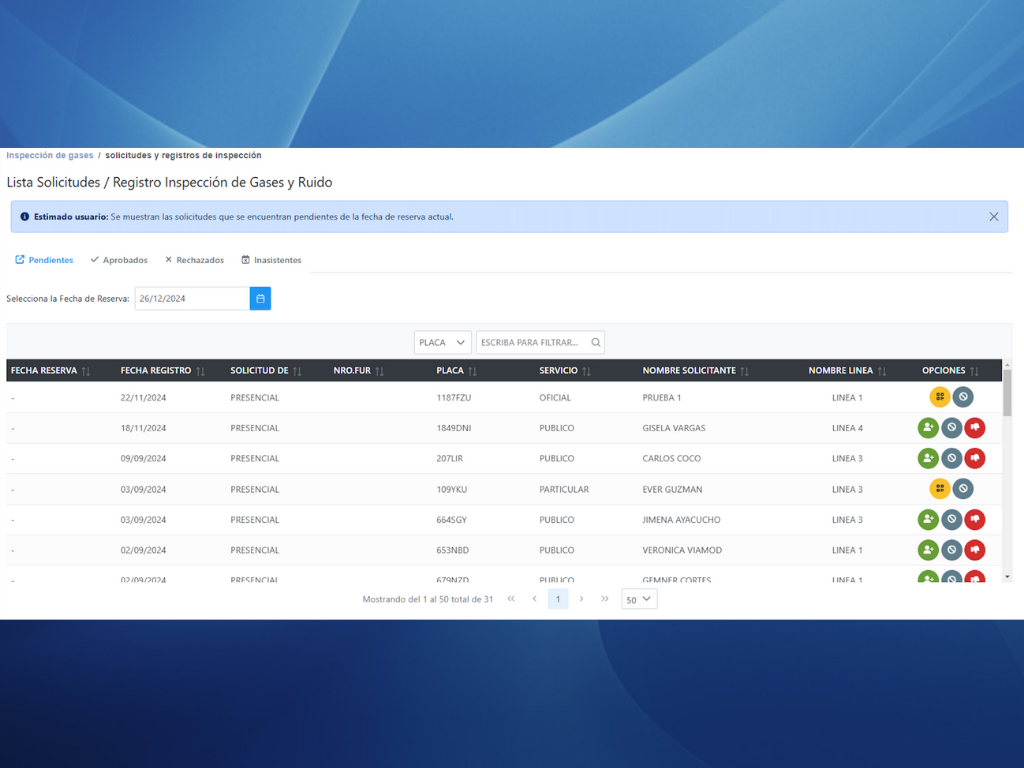 Inspección de gases / solicitudes y registros de inspección
Lista Solicitudes / Registro Inspección de Gases y Ruido
Estimado usuario: Se muestran las solicitudes que se encuentran pendientes de la fecha de reserva actual.
Pendientes Aprobados Rechazados Inasistentes
Selecciona la Fecha de Reserva: 26/12/2024
PLACA ESCRIBA PARA FILTRAR...
FECHA RESERVA FECHA REGISTRO SOLICITUD DE NRO.FUR PLACA SERVICIO NOMBRE SOLICITANTE NOMBRE LINEA OPCIONES
- 22/11/2024 PRESENCIAL 1187FZU OFICIAL PRUEBA 1 LINEA 1
- 18/11/2024 PRESENCIAL 1849DNI PUBLICO GISELA VARGAS LINEA 4
- 09/09/2024 PRESENCIAL 207LIR PUBLICO CARLOS COCO LINEA 3
- 03/09/2024 PRESENCIAL 109YKU PARTICULAR EVER GUZMAN LINEA 3
- 03/09/2024 PRESENCIAL 664SGY PUBLICO JIMENA AYACUCHO LINEA 3
- 02/09/2024 PRESENCIAL 653NBD PUBLICO VERONICA VIAMOD LINEA 1
- 02/09/2024 PRESENCIAL 679NZD PUBLICO GEMNER CORTES LINEA 1
Mostrando del 1 al 50 total de 31 « ‹ 1 › » 50